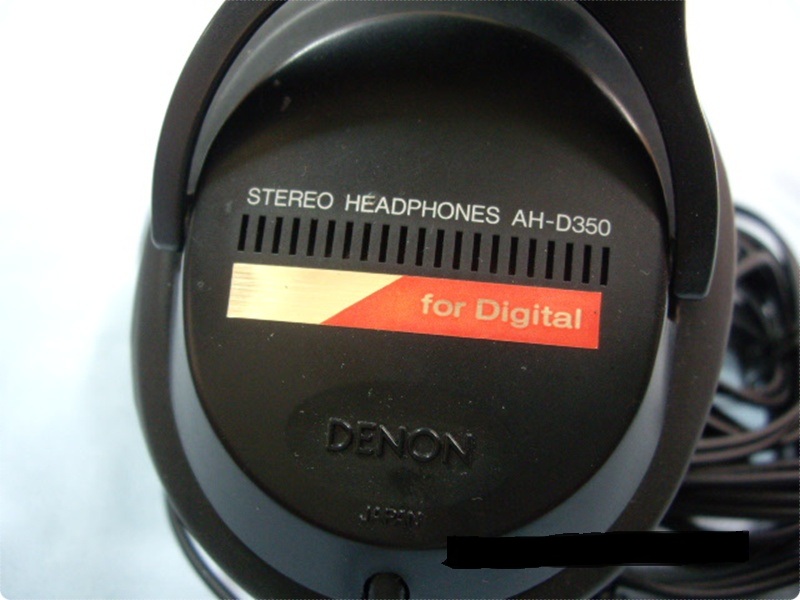 STEREO HEADPHONES AH-D350
for Digital
DENON
JAPAN